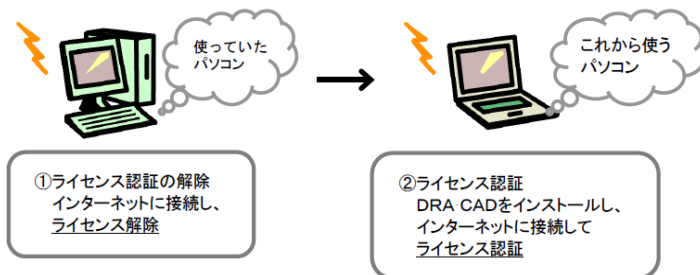 使っていた
パソコン
これから使う
パソコン
①ライセンス認証の解除
インターネットに接続し、
ライセンス解除
②ライセンス認証
DRA-CADをインストールし、
インターネットに接続して
ライセンス認証